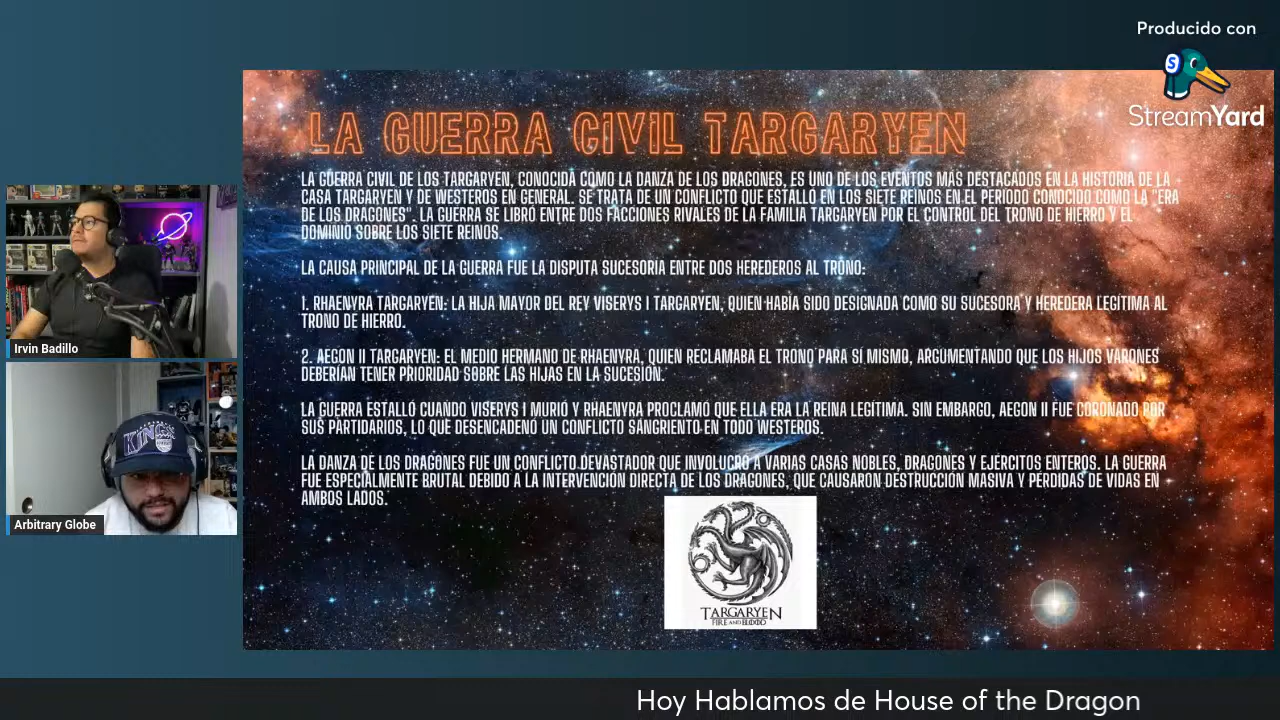 Producido con
StreamYard
LA GUERRA CIVIL TARGARYEN
LA GUERRA CIVIL DE LOS TARGARYEN, CONOCIDA COMO LA DANZA DE LOS DRAGONES, ES UNO DE LOS EVENTOS MÁS DESTACADOS EN LA HISTORIA DE LA
CASA TARGARYEN Y DE WESTEROS EN GENERAL. SE TRATA DE UN CONFLICTO QUE ESTALLÓ EN LOS SIETE REINOS EN EL PERÍODO CONOCIDO COMO LA "ERA
DE LOS DRAGONES". LA GUERRA SE LIBRÓ ENTRE DOS FACCIONES RIVALES DE LA FAMILIA TARGARYEN POR EL CONTROL DEL TRONO DE HIERRO Y EL
DOMINIO SOBRE LOS SIETE REINOS.
LA CAUSA PRINCIPAL DE LA GUERRA FUE LA DISPUTA SUCESORIA ENTRE DOS HEREDEROS AL TRONO:
1. RHAENYRA TARGARYEN: LA HIJA MAYOR DEL REY VISERYS I TARGARYEN, QUIEN HABÍA SIDO DESIGNADA COMO SU SUCESORA Y HEREDERA LEGÍTIMA AL
TRONO DE HIERRO.
2. AEGON II TARGARYEN: EL MEDIO HERMANO DE RHAENYRA, QUIEN RECLAMABA EL TRONO PARA SÍ MISMO, ARGUMENTANDO QUE LOS HIJOS VARONES
DEBERÍAN TENER PRIORIDAD SOBRE LAS HIJAS EN LA SUCESIÓN.
LA GUERRA ESTALLÓ CUANDO VISERYS I MURIÓ Y RHAENYRA PROCLAMÓ QUE ELLA ERA LA REINA LEGÍTIMA. SIN EMBARGO, AEGON II FUE CORONADO POR
SUS PARTIDARIOS, LO QUE DESENCADENÓ UN CONFLICTO SANGRIENTO EN TODO WESTEROS.
LA DANZA DE LOS DRAGONES FUE UN CONFLICTO DEVASTADOR QUE INVOLUCRÓ A VARIAS CASAS NOBLES, DRAGONES Y EJÉRCITOS ENTEROS. LA GUERRA
FUE ESPECIALMENTE BRUTAL DEBIDO A LA INTERVENCIÓN DIRECTA DE LOS DRAGONES, QUE CAUSARON DESTRUCCIÓN MASIVA Y PÉRDIDAS DE VIDAS EN
AMBOS LADOS.
TARGARYEN
FIRE AND BLOOD
Irvin Badillo
KINGS
Arbitrary Globe
Hoy Hablamos de House of the Dragon